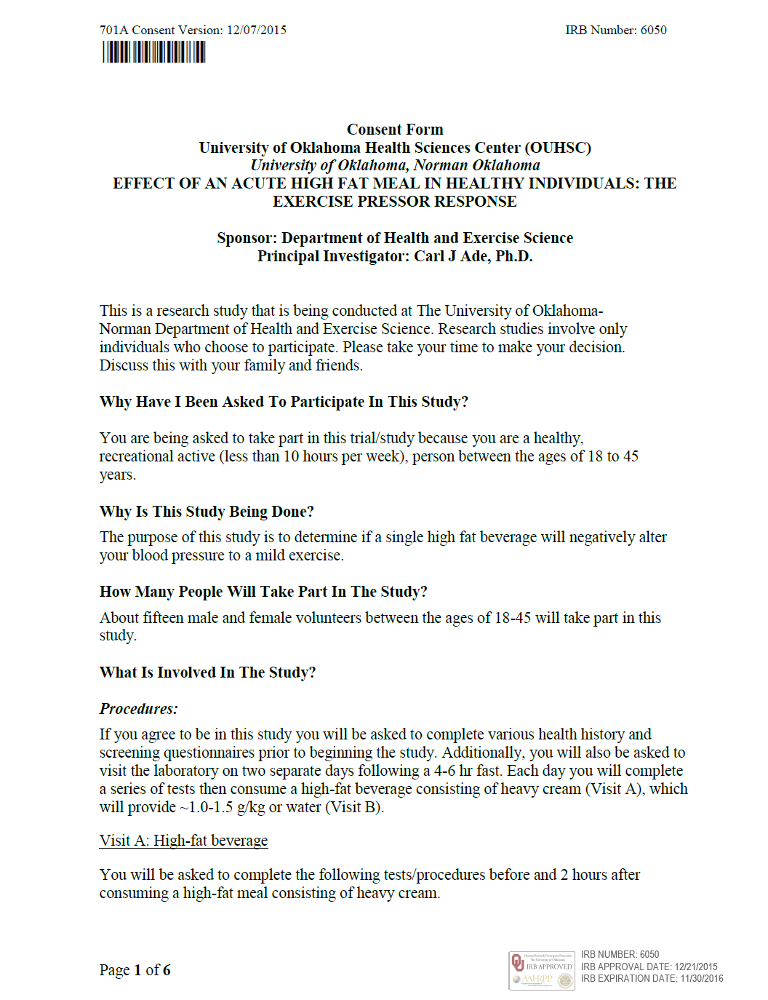 701A Consent Version: 12/07/2015
IRB Number: 6050
Consent Form
University of Oklahoma Health Sciences Center (OUHSC)
University of Oklahoma, Norman Oklahoma
EFFECT OF AN ACUTE HIGH FAT MEAL IN HEALTHY INDIVIDUALS: THE
EXERCISE PRESSOR RESPONSE
Sponsor: Department of Health and Exercise Science
Principal Investigator: Carl J Ade, Ph.D.
This is a research study that is being conducted at The University of Oklahoma-
Norman Department of Health and Exercise Science. Research studies involve only
individuals who choose to participate. Please take your time to make your decision.
Discuss this with your family and friends.
Why Have I Been Asked To Participate In This Study?
You are being asked to take part in this trial/study because you are a healthy,
recreational active (less than 10 hours per week), person between the ages of 18 to 45
years.
Why Is This Study Being Done?
The purpose of this study is to determine if a single high fat beverage will negatively alter
your blood pressure to a mild exercise.
How Many People Will Take Part In The Study?
About fifteen male and female volunteers between the ages of 18-45 will take part in this
study.
What Is Involved In The Study?
Procedures:
If you agree to be in this study you will be asked to complete various health history and
screening questionnaires prior to beginning the study. Additionally, you will also be asked to
visit the laboratory on two separate days following a 4-6 hr fast. Each day you will complete
a series of tests then consume a high-fat beverage consisting of heavy cream (Visit A), which
will provide ~1.0-1.5 g/kg or water (Visit B).
Visit A: High-fat beverage
You will be asked to complete the following tests/procedures before and 2 hours after
consuming a high-fat meal consisting of heavy cream.
Page 1 of 6
Human Research Participant Protection
The University of Oklahoma
IRB APPROVED
AAHRPP
IRB NUMBER: 6050
IRB APPROVAL DATE: 12/21/2015
IRB EXPIRATION DATE: 11/30/2016